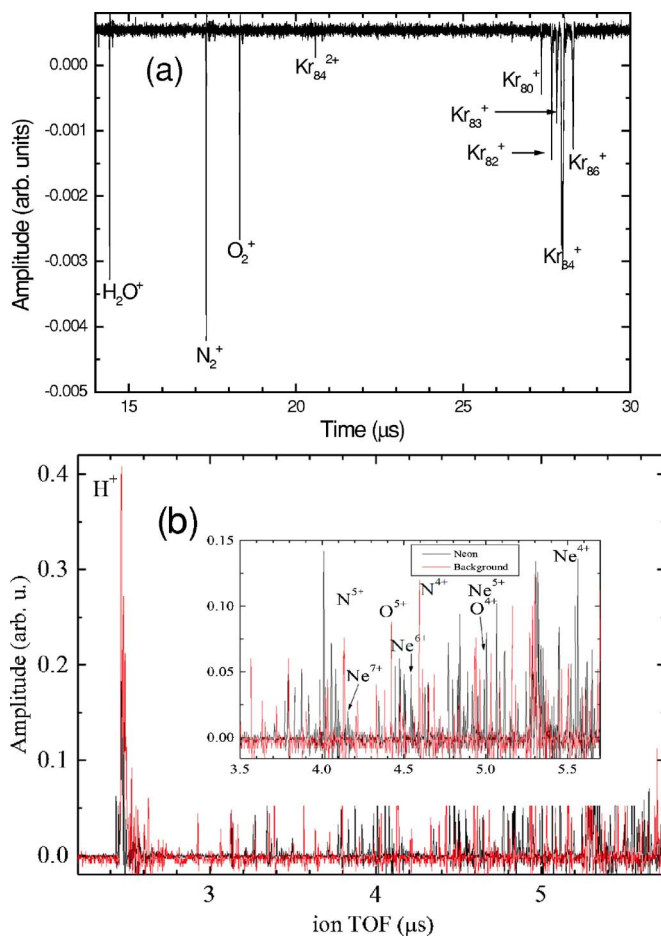 (a)
0.000
-0.001
-0.002
-0.003
-0.004
-0.005
Amplitude (arb. units)
H₂O⁺
N₂⁺
O₂⁺
Kr₈₄²⁺
Kr₈₀⁺
Kr₈₃⁺
Kr₈₂⁺
Kr₈₆⁺
Kr₈₄⁺
15 20 25 30
Time (μs)
(b)
0.4
0.3
0.2
0.1
0.0
Amplitude (arb. u.)
H⁺
0.15
0.10
0.05
0.00
Neon
Background
N⁵⁺
O⁵⁺
N⁴⁺
Ne⁵⁺
O⁴⁺
Ne⁴⁺
Ne⁶⁺
Ne⁷⁺
3.5 4.0 4.5 5.0 5.5
3 4 5
ion TOF (μs)